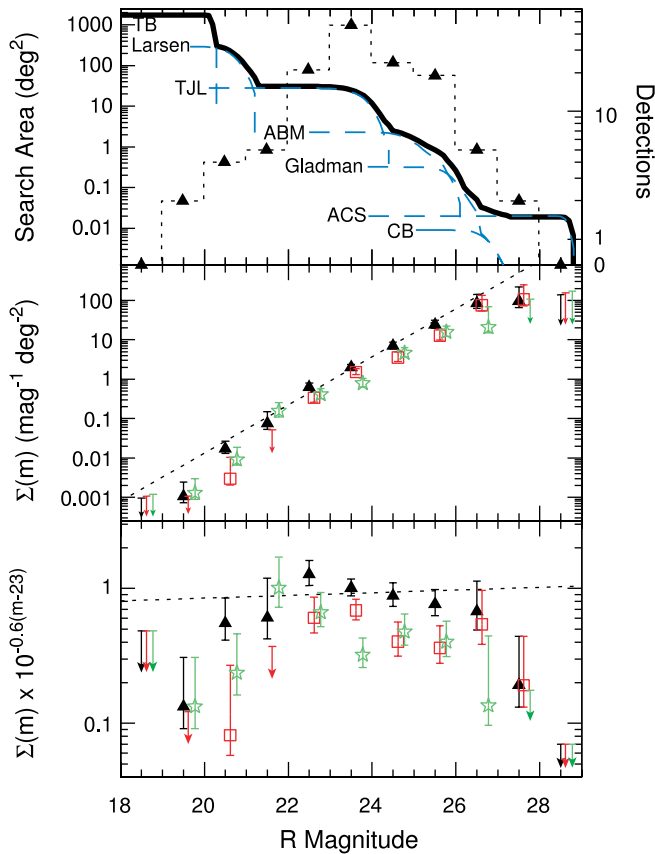 1000
100
10
1
0.1
0.01
Search Area (deg²)
TB
Larsen
TJL
ABM
Gladman
ACS
CB
10
1
0
Detections
100
10
1
0.1
0.01
0.001
Σ(m) (mag⁻¹ deg⁻²)
1
0.1
Σ(m) x 10⁻⁰·⁶⁽ᵐ⁻²³⁾
18 20 22 24 26 28
R Magnitude